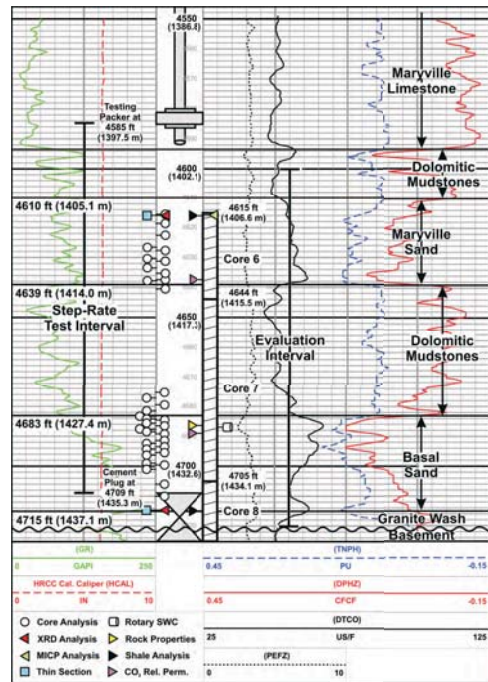 4550
(1386.8
Maryville
Limestone
Testing
Packer at
4585 ft
(1397.5 m)
4600
(1402.1)
Dolomitic
Mudstones
4610 ft (1405.1 m)
4615 ft
(1406.6 m)
Maryville
Sand
Core 6
4639 ft (1414.0 m)
4644 ft
(1415.5 m)
Step-Rate
Test Interval
4650
(1417.3)
Evaluation
Interval
Dolomitic
Mudstones
Core 7
4683 ft (1427.4 m)
4700
(1432.6)
Basal
Sand
Cement
Plug at
4709 ft
(1435.3 m)
4705 ft
(1434.1 m)
Core 8
4715 ft (1437.1 m)
Granite Wash
Basement
(GR)
0 GAPI 250
(TNPH)
0.45 PU -0.15
HRCC Cal. Caliper (HCAL)
0 IN 10
(DPHZ)
0.45 CFCF -0.15
(DTCO)
25 US/F 125
(PEFZ)
0 10
Core Analysis
Rotary SWC
XRD Analysis
Rock Properties
MICP Analysis
Shale Analysis
Thin Section
CO2 Rel. Perm.